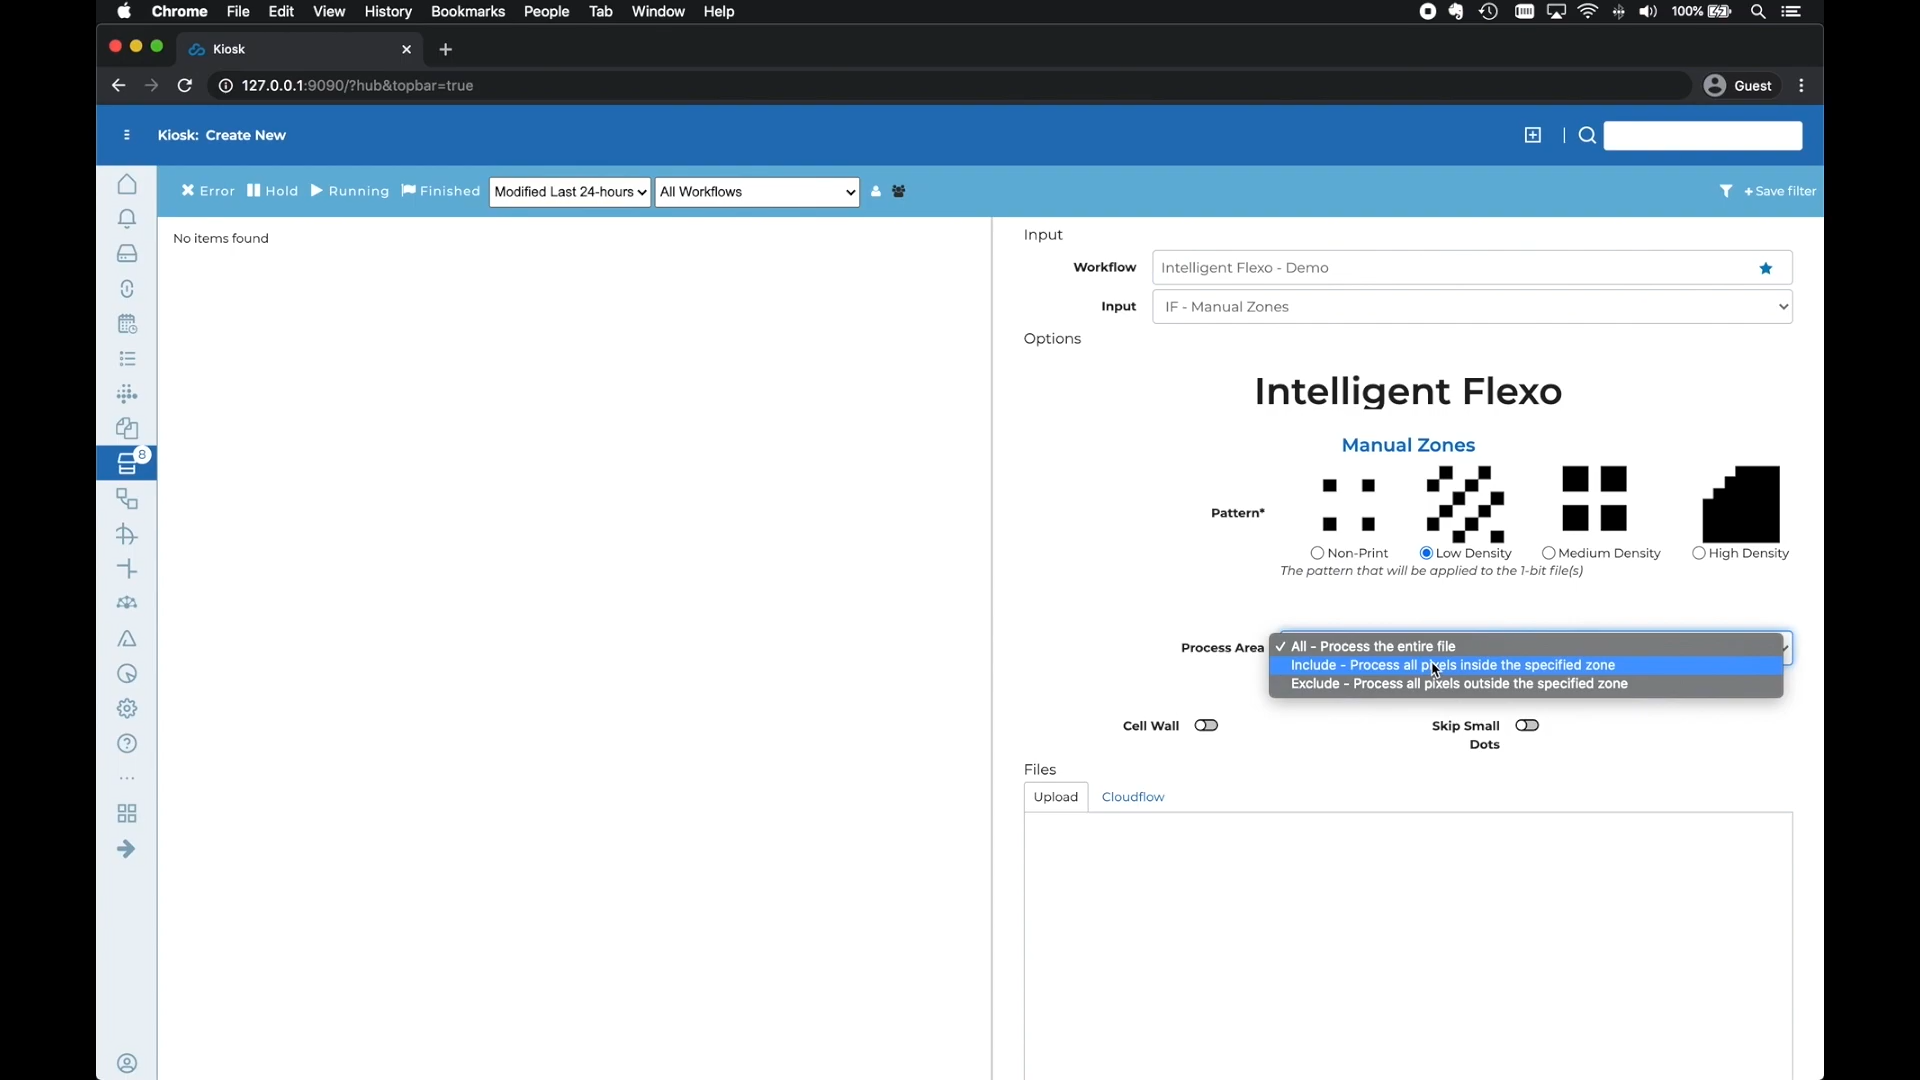 Chrome File Edit View History Bookmarks People Tab Window Help 100%
Kiosk
127.0.0.1:9090/?hub&topbar=true Guest
Kiosk: Create New
Error Hold Running Finished Modified Last 24-hours All Workflows + Save filter
No items found
8
Input
Workflow Intelligent Flexo - Demo
Input IF - Manual Zones
Options
Intelligent Flexo
Manual Zones
Pattern*
Non-Print Low Density Medium Density High Density
The pattern that will be applied to the 1-bit file(s)
Process Area ✓ All - Process the entire file
Include - Process all pixels inside the specified zone
Exclude - Process all pixels outside the specified zone
Cell Wall Skip Small
Dots
Files
Upload Cloudflow